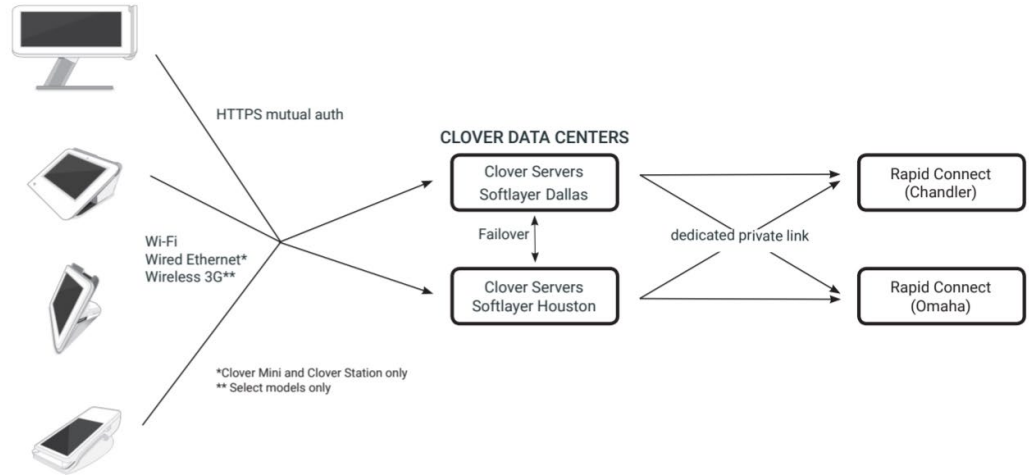 HTTPS mutual auth
Wi-Fi
Wired Ethernet*
Wireless 3G**
*Clover Mini and Clover Station only
** Select models only
CLOVER DATA CENTERS
Clover Servers
Softlayer Dallas
Failover
Clover Servers
Softlayer Houston
dedicated private link
Rapid Connect
(Chandler)
Rapid Connect
(Omaha)